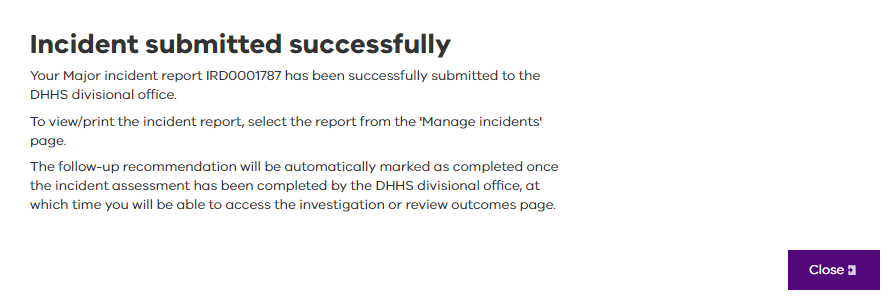 Incident submitted successfully
Your Major incident report IRD0001787 has been successfully submitted to the
DHHS divisional office.
To view/print the incident report, select the report from the 'Manage incidents'
page.
The follow-up recommendation will be automatically marked as completed once
the incident assessment has been completed by the DHHS divisional office, at
which time you will be able to access the investigation or review outcomes page.
Close